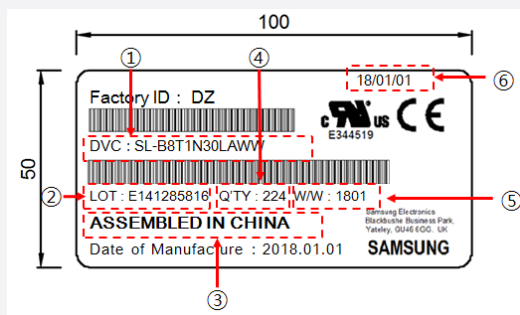 100
① ④
18/01/01 ⑥
Factory ID : DZ
c RU US CE
E344519
50
DVC : SL-B8T1N30LAWW
② LOT : E141285816 Q'TY : 224 W/W : 1801 ⑤
ASSEMBLED IN CHINA
Samsung Electronics
Blackbushe Business Park,
Yateley, GU46 6GG. UK
Date of Manufacture : 2018.01.01 SAMSUNG
③